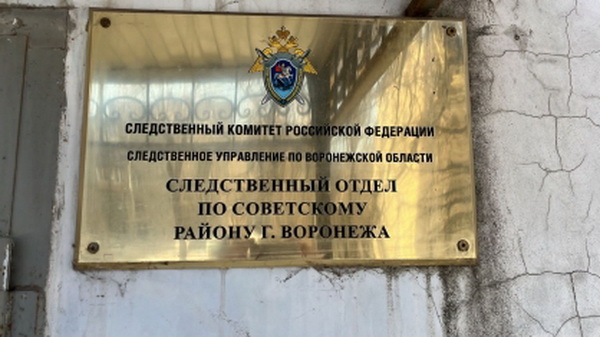 СЛЕДСТВЕННЫЙ КОМИТЕТ РОССИЙСКОЙ ФЕДЕРАЦИИ
СЛЕДСТВЕННОЕ УПРАВЛЕНИЕ ПО ВОРОНЕЖСКОЙ ОБЛАСТИ
СЛЕДСТВЕННЫЙ ОТДЕЛ
ПО СОВЕТСКОМУ
РАЙОНУ Г. ВОРОНЕЖА